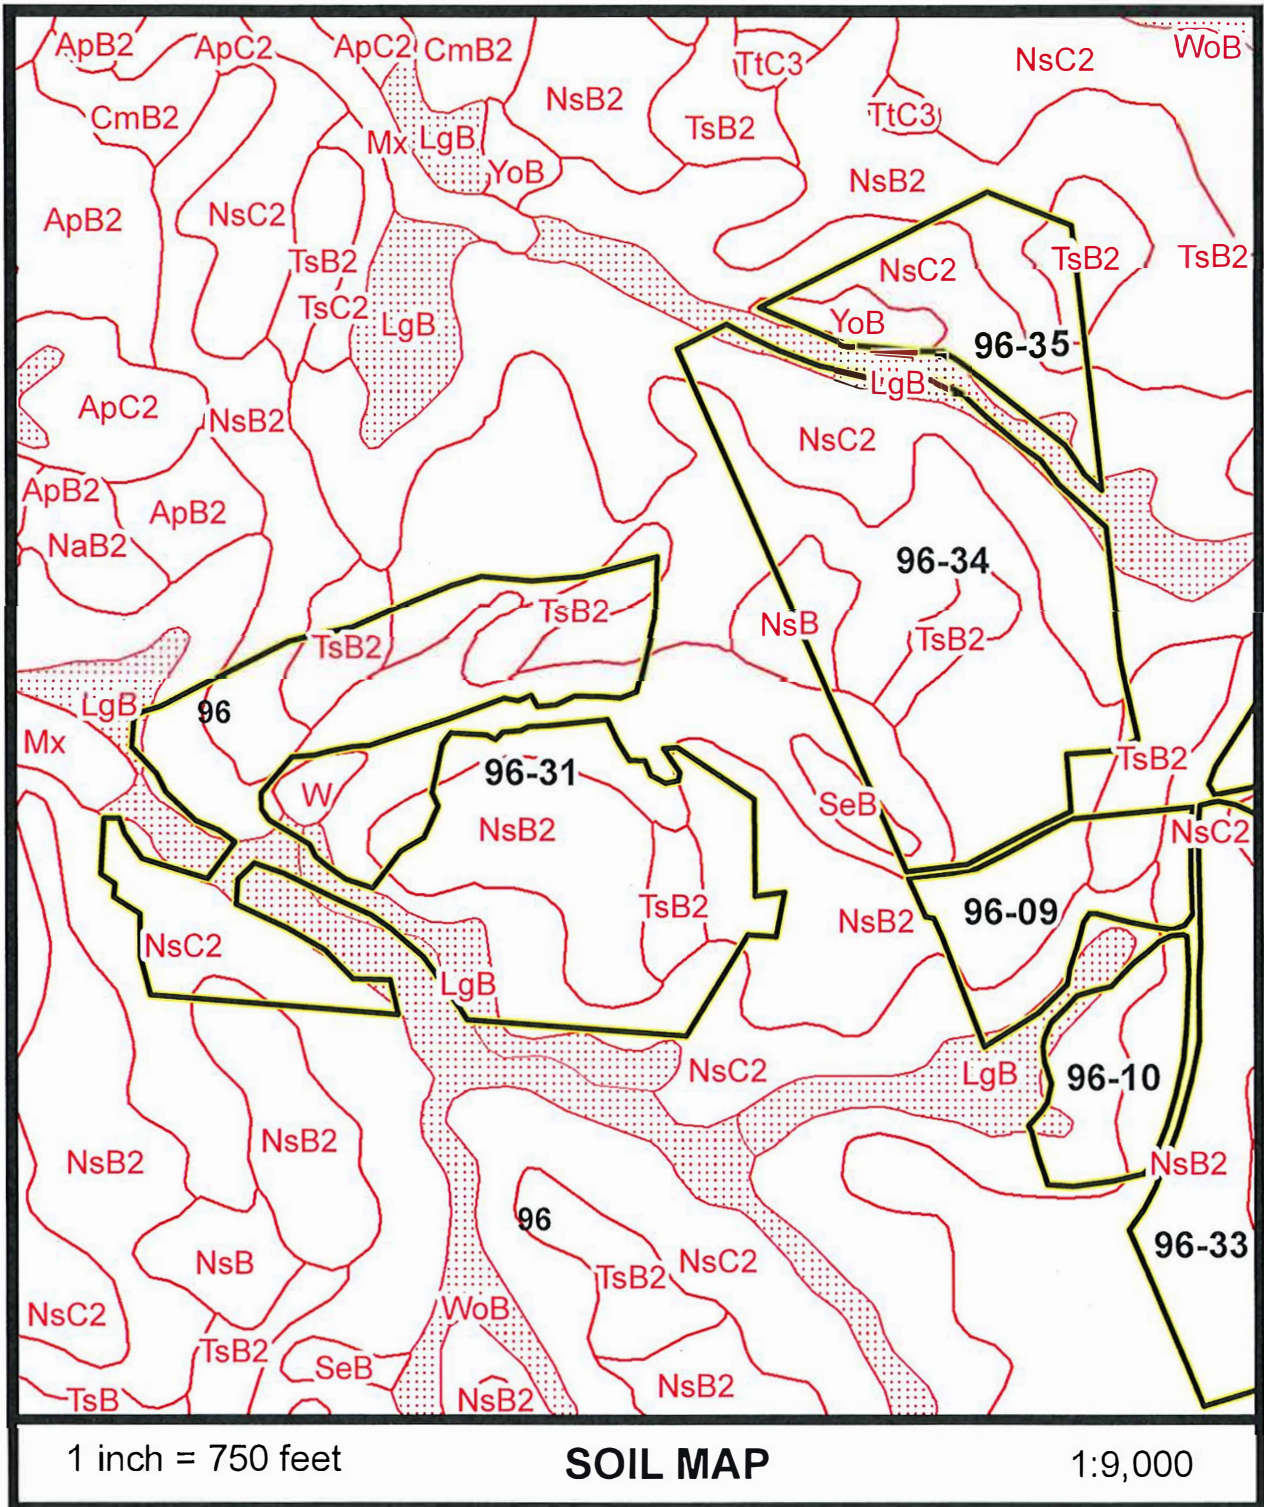 ApB2 ApC2 ApC2 CmB2 NsC2 WoB
TtC3
NsB2
CmB2 TsB2 TtC3
Mx LgB
YoB NsB2
ApB2 NsC2
TsB2 NsC2 TsB2 TsB2
TsC2 LgB YoB
96-35
LgB
ApC2 NsB2 NsC2
ApB2 ApB2
NaB2
96-34
TsB2 NsB
TsB2 TsB2
LgB 96
Mx
TsB2
96-31
W SeB
NsB2 NsC2
TsB2 NsB2 96-09
NsC2
LgB
NsC2 LgB 96-10
NsB2 NsB2 NsB2
96
NsB NsC2 96-33
TsB2
NsC2 WoB
TsB2 SeB
TsB NsB2 NsB2
1 inch = 750 feet SOIL MAP 1:9,000